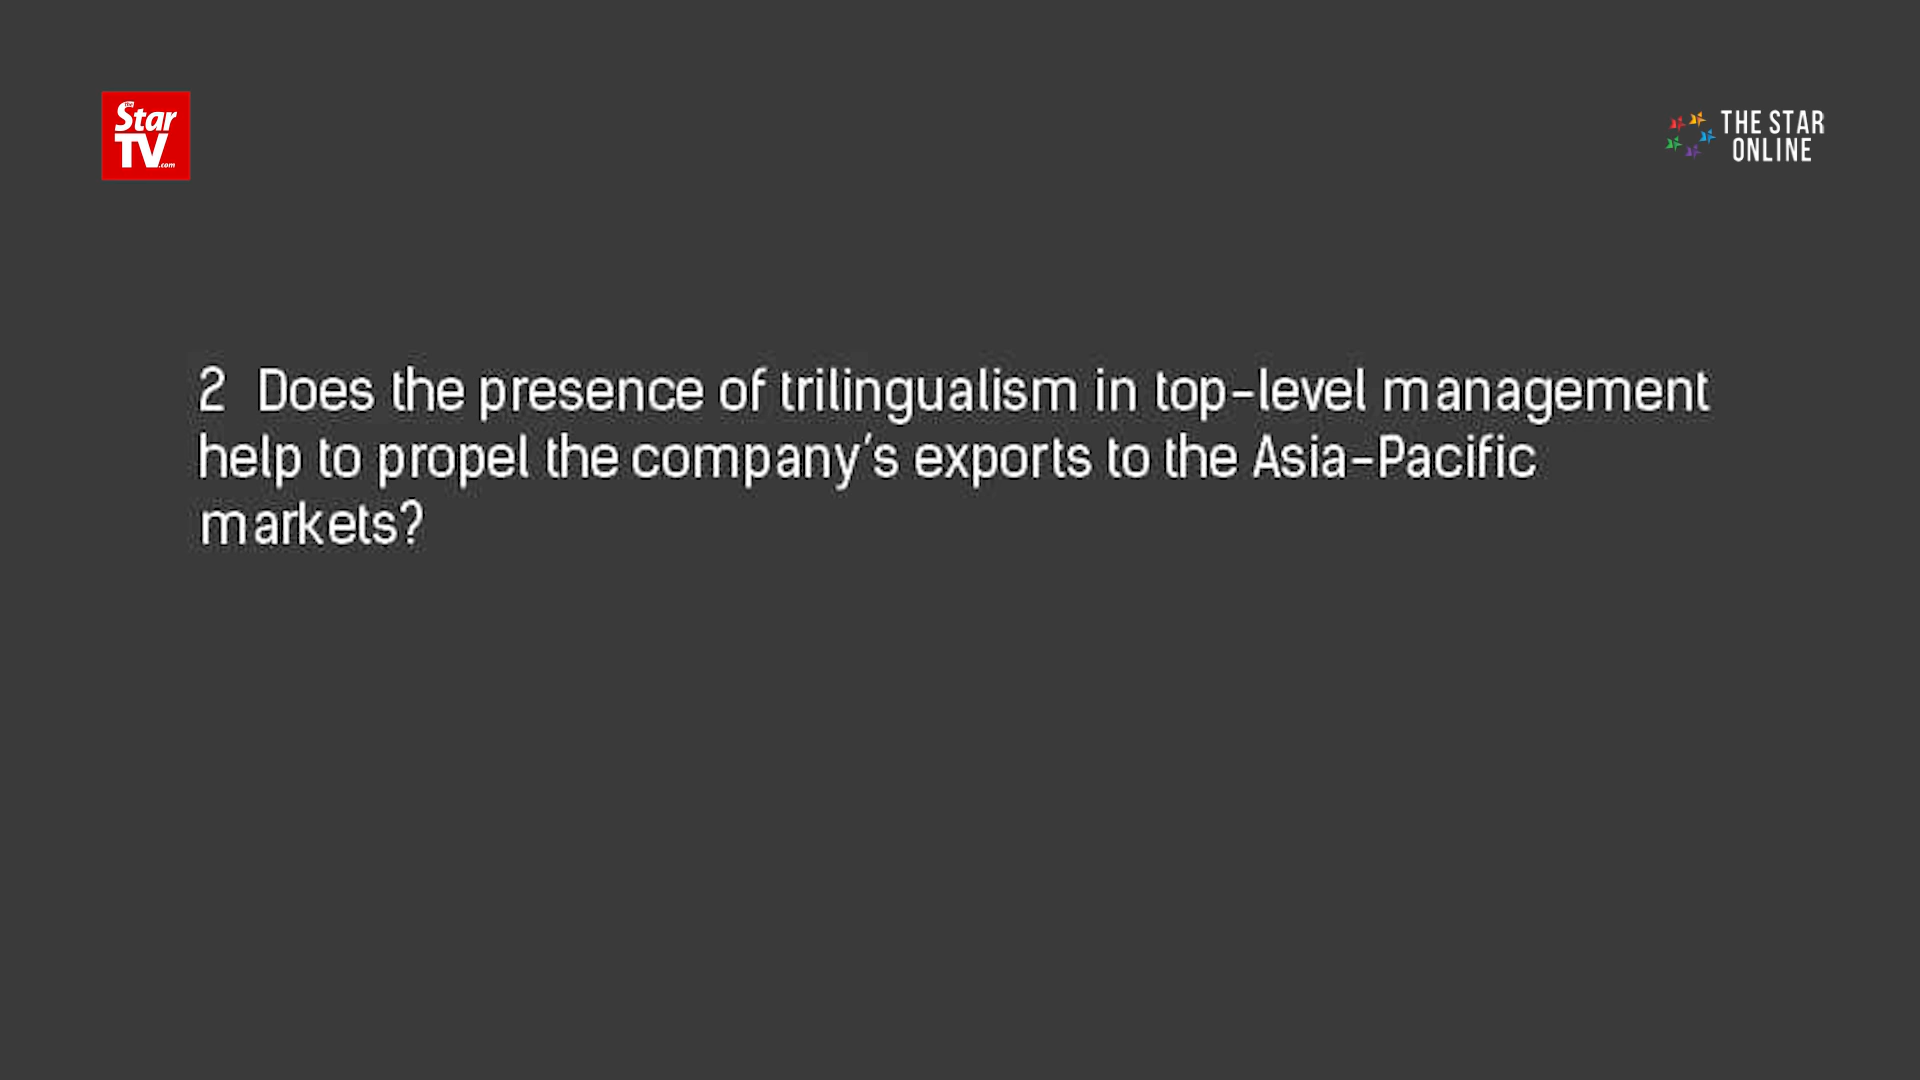 The
Star
TV.com
THE STAR
ONLINE
2 Does the presence of trilingualism in top-level management
help to propel the company's exports to the Asia-Pacific
markets?